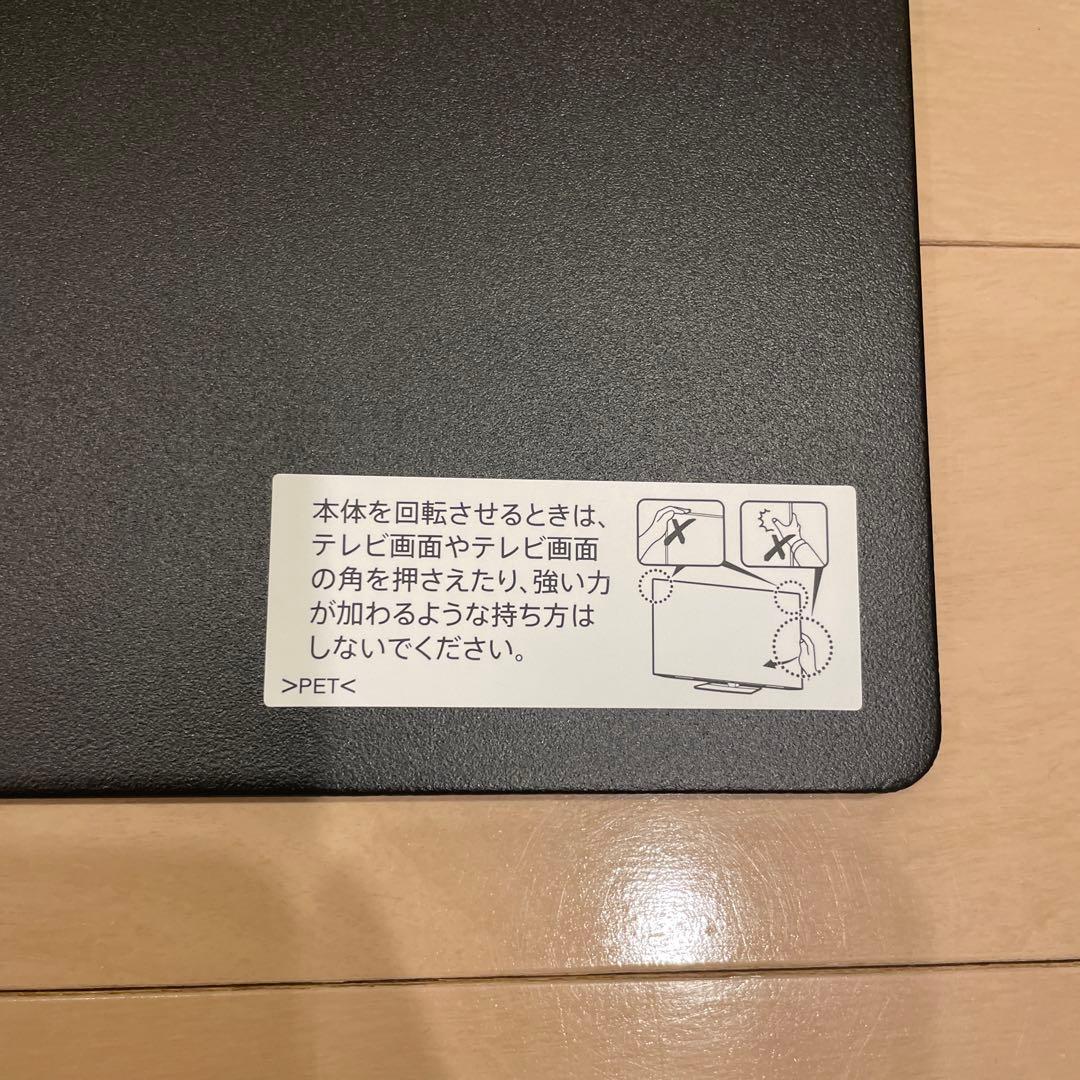 本体を回転させるときは、
テレビ画面やテレビ画面
の角を押さえたり、強い力
が加わるような持ち方は
しないでください。
>PET<